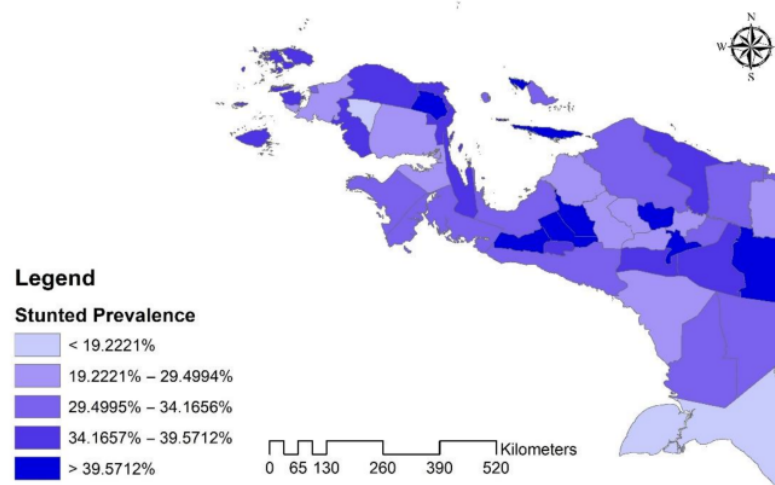 N
W E
S
Legend
Stunted Prevalence
< 19.2221%
19.2221% – 29.4994%
29.4995% – 34.1656%
34.1657% – 39.5712%
> 39.5712%
Kilometers
0 65 130 260 390 520